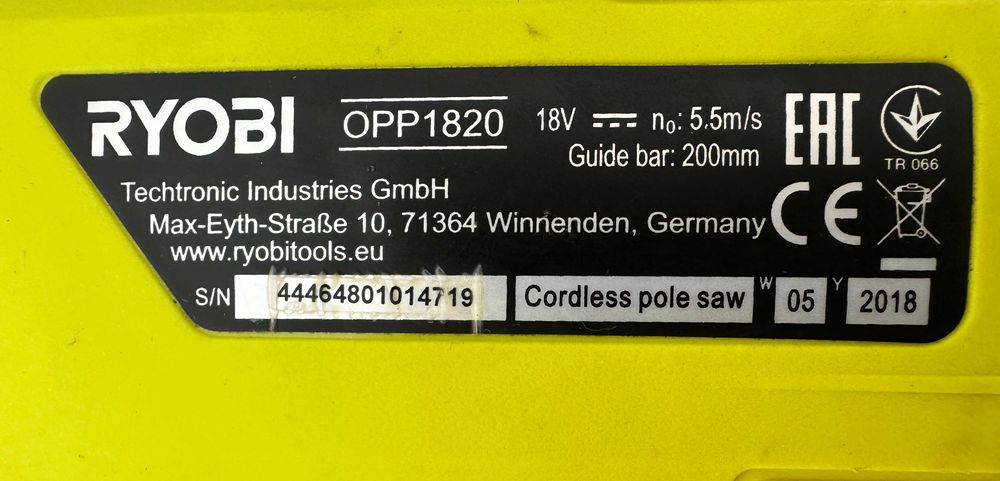 RYOBI OPP1820 18V n₀: 5.5m/s
Guide bar: 200mm
EAC
TR 066
Techtronic Industries GmbH
Max-Eyth-Straße 10, 71364 Winnenden, Germany
CE
www.ryobitools.eu
S/N 44464801014719 Cordless pole saw W 05 Y 2018